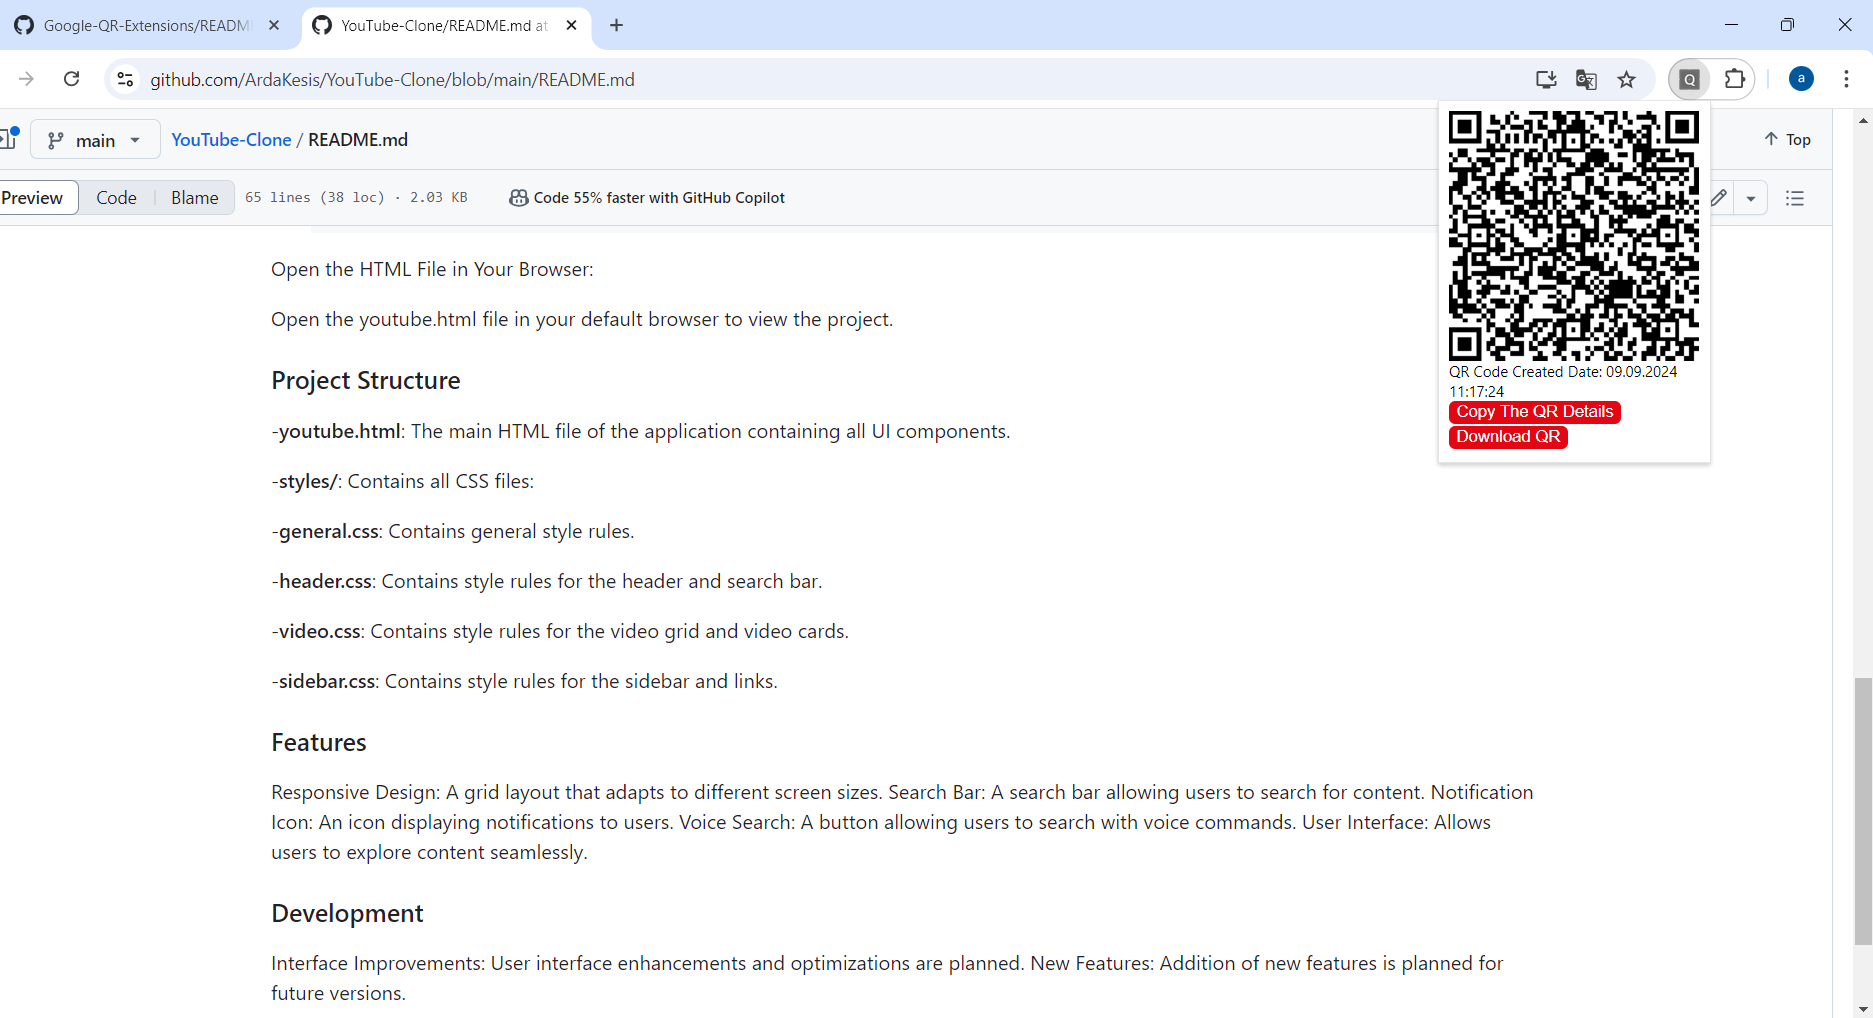 Google-QR-Extensions/READM
YouTube-Clone/README.md at
github.com/ArdaKesis/YouTube-Clone/blob/main/README.md
Q
a
main
YouTube-Clone / README.md
Top
Preview
Code
Blame
65 lines (38 loc) · 2.03 KB
Code 55% faster with GitHub Copilot
QR Code Created Date: 09.09.2024
11:17:24
Copy The QR Details
Download QR
Open the HTML File in Your Browser:
Open the youtube.html file in your default browser to view the project.
Project Structure
-youtube.html: The main HTML file of the application containing all UI components.
-styles/: Contains all CSS files:
-general.css: Contains general style rules.
-header.css: Contains style rules for the header and search bar.
-video.css: Contains style rules for the video grid and video cards.
-sidebar.css: Contains style rules for the sidebar and links.
Features
Responsive Design: A grid layout that adapts to different screen sizes. Search Bar: A search bar allowing users to search for content. Notification
Icon: An icon displaying notifications to users. Voice Search: A button allowing users to search with voice commands. User Interface: Allows
users to explore content seamlessly.
Development
Interface Improvements: User interface enhancements and optimizations are planned. New Features: Addition of new features is planned for
future versions.